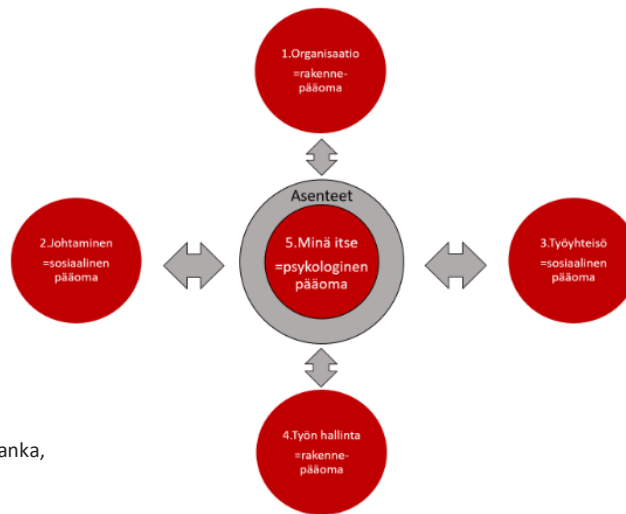 1.Organisaatio
=rakenne-
pääoma
Asenteet
2.Johtaminen
=sosiaalinen
pääoma
5.Minä itse
=psykologinen
pääoma
3.Työyhteisö
=sosiaalinen
pääoma
4.Työn hallinta
=rakenne-
pääoma
anka,